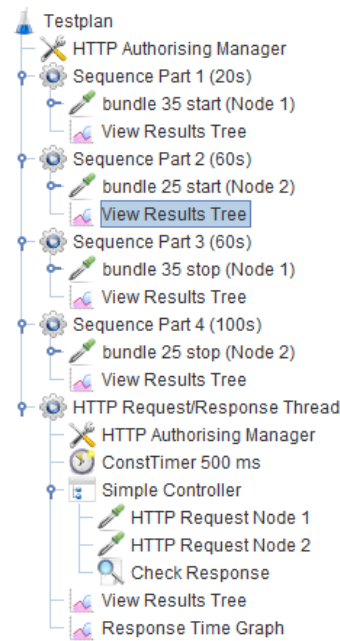 Testplan
HTTP Authorising Manager
Sequence Part 1 (20s)
bundle 35 start (Node 1)
View Results Tree
Sequence Part 2 (60s)
bundle 25 start (Node 2)
View Results Tree
Sequence Part 3 (60s)
bundle 35 stop (Node 1)
View Results Tree
Sequence Part 4 (100s)
bundle 25 stop (Node 2)
View Results Tree
HTTP Request/Response Thread
HTTP Authorising Manager
ConstTimer 500 ms
Simple Controller
HTTP Request Node 1
HTTP Request Node 2
Check Response
View Results Tree
Response Time Graph